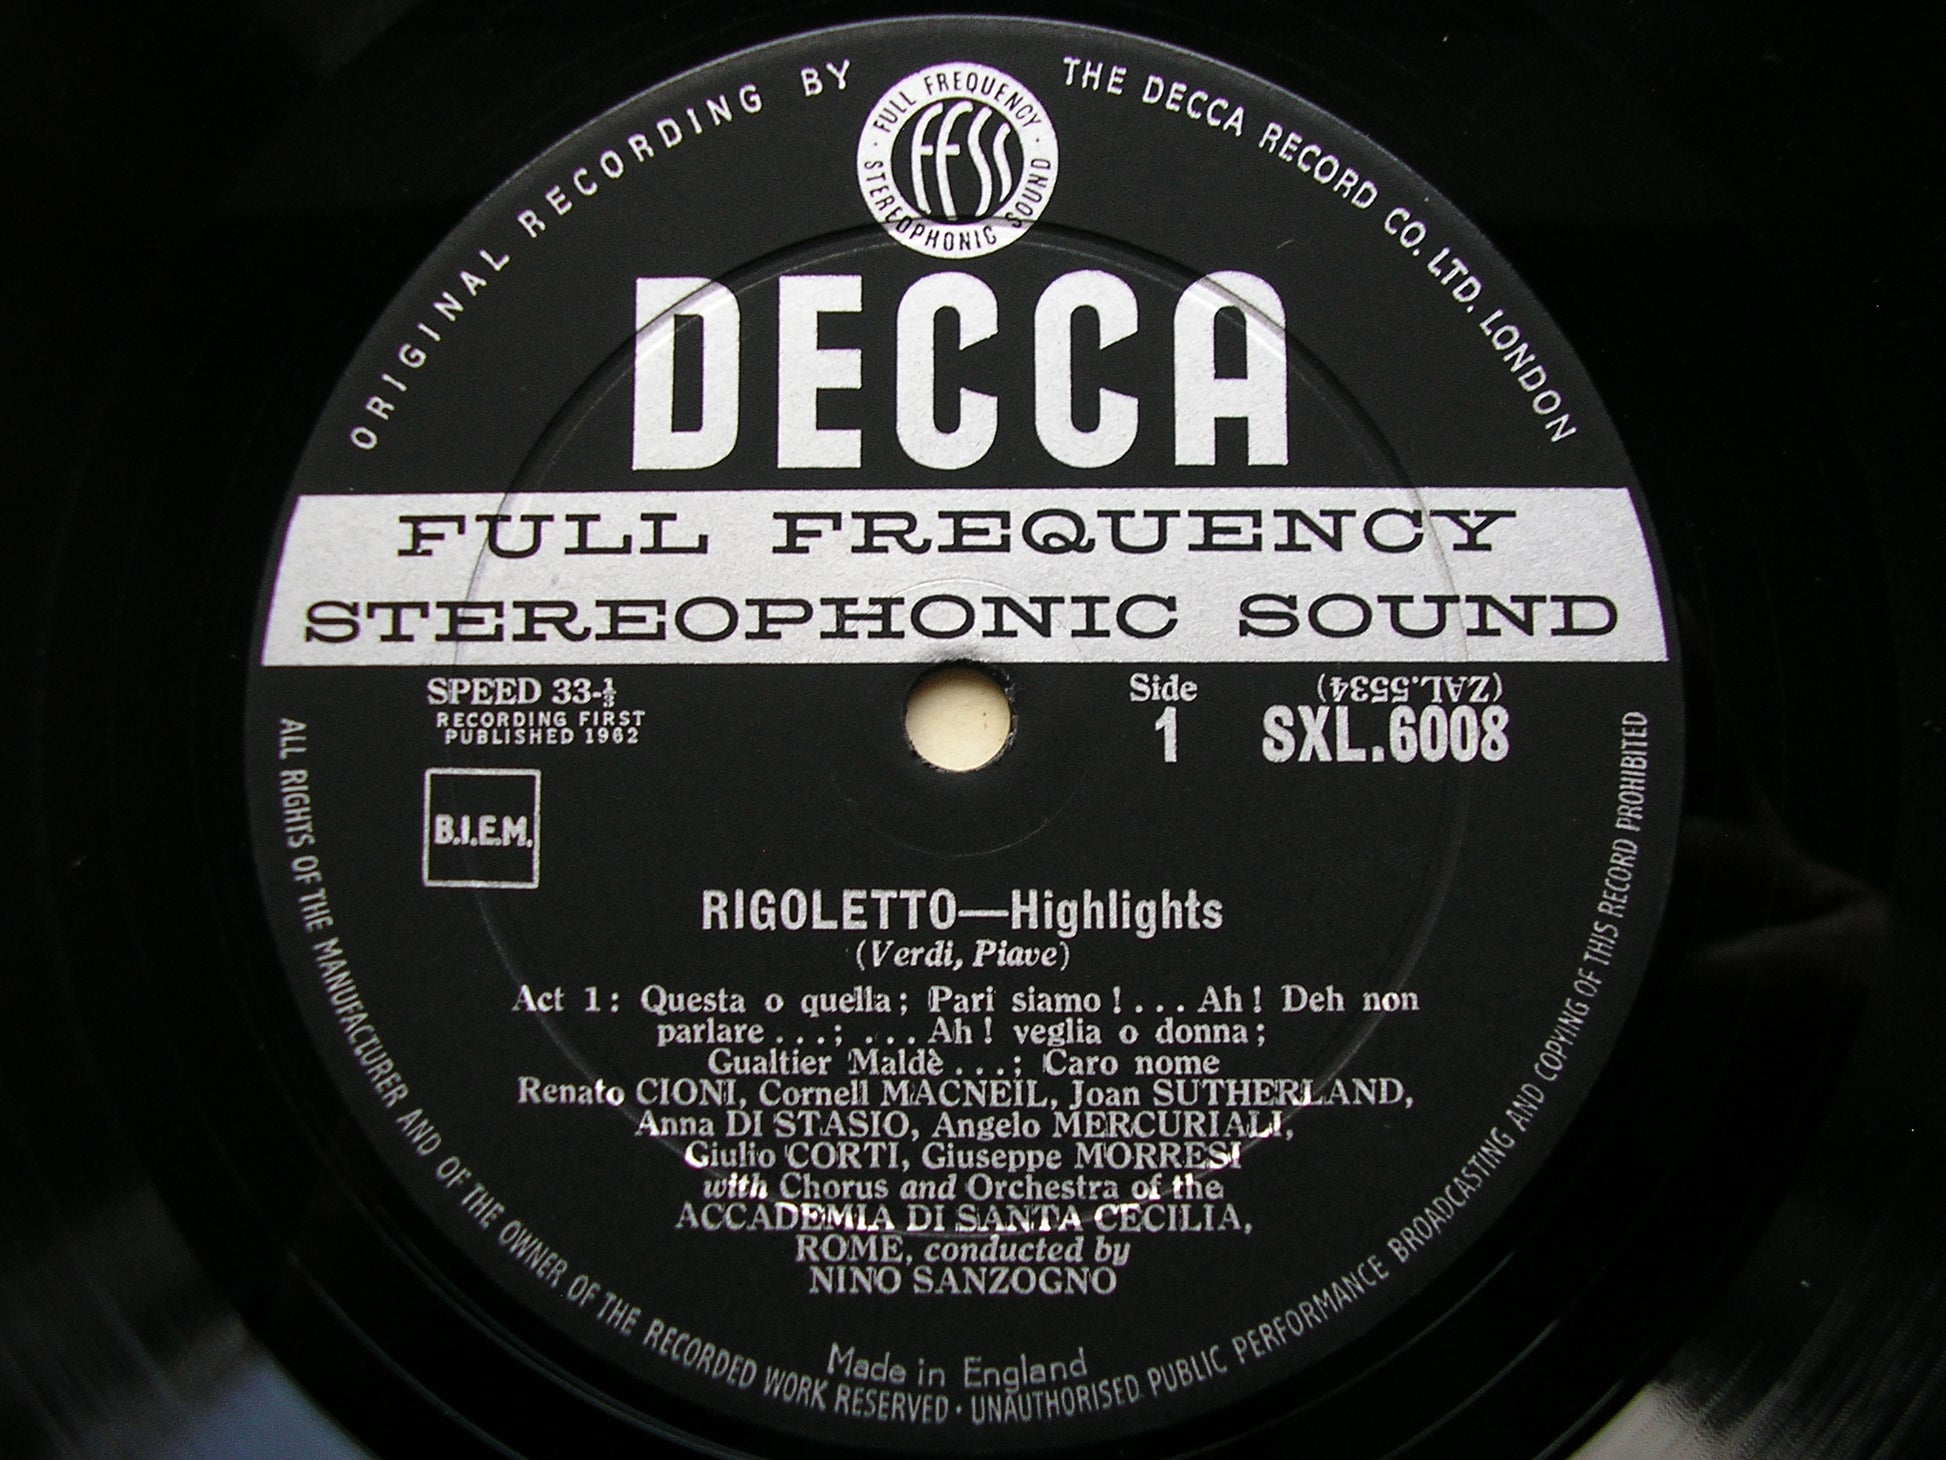 ORIGINAL RECORDING BY THE DECCA RECORD CO. LTD. LONDON
· FULL FREQUENCY · STEREOPHONIC SOUND
FFSS
DECCA
FULL FREQUENCY
STEREOPHONIC SOUND
SPEED 33-⅓
RECORDING FIRST
PUBLISHED 1962
B.I.E.M.
Side
1
(ZAL.5534)
SXL.6008
RIGOLETTO—Highlights
(Verdi, Piave)
Act 1: Questa o quella; Pari siamo!... Ah! Deh non
parlare...; ... Ah! veglia o donna;
Gualtier Maldè...; Caro nome
Renato CIONI, Cornell MACNEIL, Joan SUTHERLAND,
Anna DI STASIO, Angelo MERCURIALI,
Giulio CORTI, Giuseppe MORRESI
with Chorus and Orchestra of the
ACCADEMIA DI SANTA CECILIA,
ROME, conducted by
NINO SANZOGNO
Made in England
ALL RIGHTS OF THE MANUFACTURER AND OF THE OWNER OF THE RECORDED WORK RESERVED · UNAUTHORISED PUBLIC PERFORMANCE BROADCASTING AND COPYING OF THIS RECORD PROHIBITED